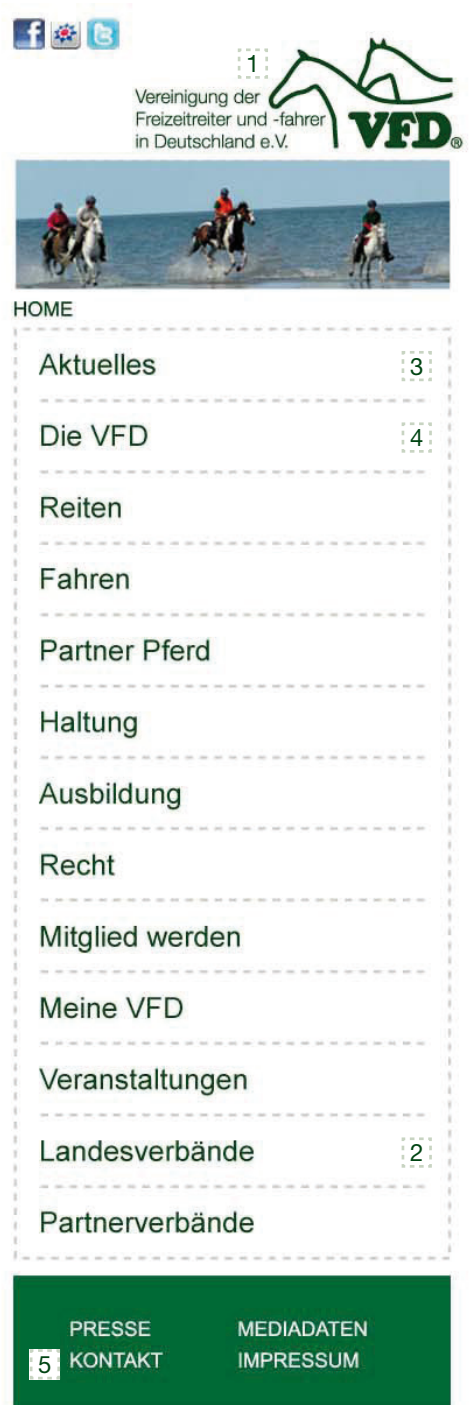 f
1
Vereinigung der
Freizeitreiter und -fahrer
in Deutschland e.V.
VFD®
HOME
Aktuelles 3
Die VFD 4
Reiten
Fahren
Partner Pferd
Haltung
Ausbildung
Recht
Mitglied werden
Meine VFD
Veranstaltungen
Landesverbände 2
Partnerverbände
PRESSE MEDIADATEN
5 KONTAKT IMPRESSUM